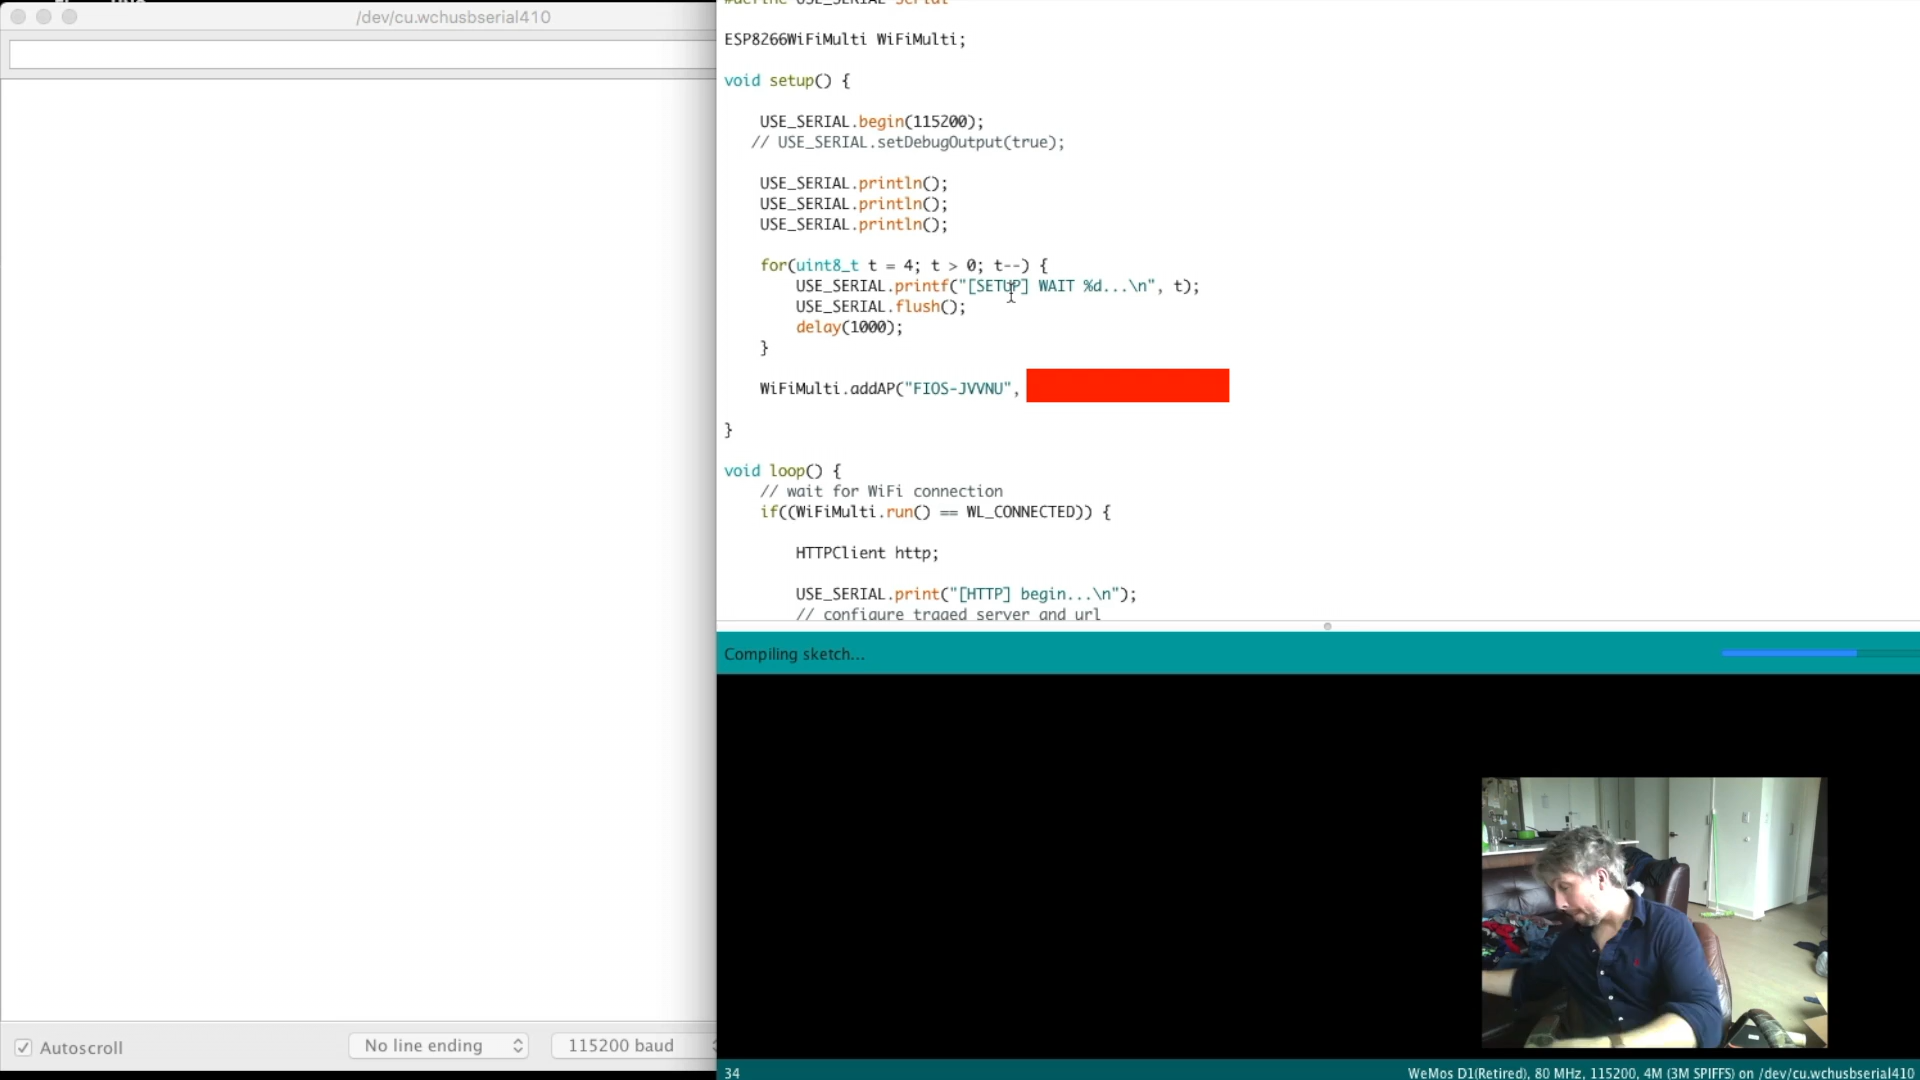 /dev/cu.wchusbserial410
Autoscroll
No line ending
115200 baud
#define USE_SERIAL Serial
ESP8266WiFiMulti WiFiMulti;
void setup() {
USE_SERIAL.begin(115200);
// USE_SERIAL.setDebugOutput(true);
USE_SERIAL.println();
USE_SERIAL.println();
USE_SERIAL.println();
for(uint8_t t = 4; t > 0; t--) {
USE_SERIAL.printf("[SETUP] WAIT %d...\n", t);
USE_SERIAL.flush();
delay(1000);
}
WiFiMulti.addAP("FIOS-JVVNU",
}
void loop() {
// wait for WiFi connection
if((WiFiMulti.run() == WL_CONNECTED)) {
HTTPClient http;
USE_SERIAL.print("[HTTP] begin...\n");
// configure traged server and url
Compiling sketch...
34
WeMos D1(Retired), 80 MHz, 115200, 4M (3M SPIFFS) on /dev/cu.wchusbserial410